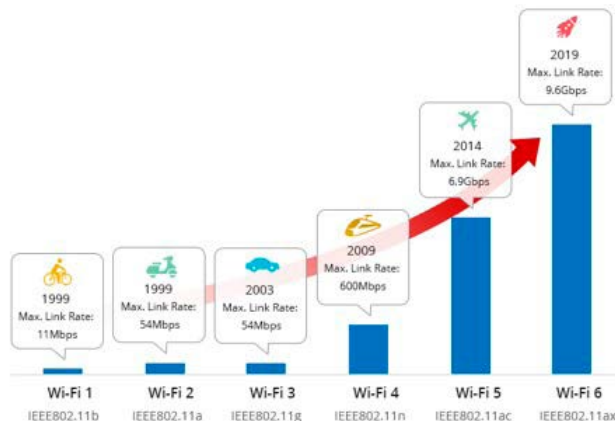 2019
Max. Link Rate:
9.6Gbps
2014
Max. Link Rate:
6.9Gbps
2009
Max. Link Rate:
600Mbps
1999
Max. Link Rate:
11Mbps
1999
Max. Link Rate:
54Mbps
2003
Max. Link Rate:
54Mbps
Wi-Fi 1
IEEE802.11b
Wi-Fi 2
IEEE802.11a
Wi-Fi 3
IEEE802.11g
Wi-Fi 4
IEEE802.11n
Wi-Fi 5
IEEE802.11ac
Wi-Fi 6
IEEE802.11ax